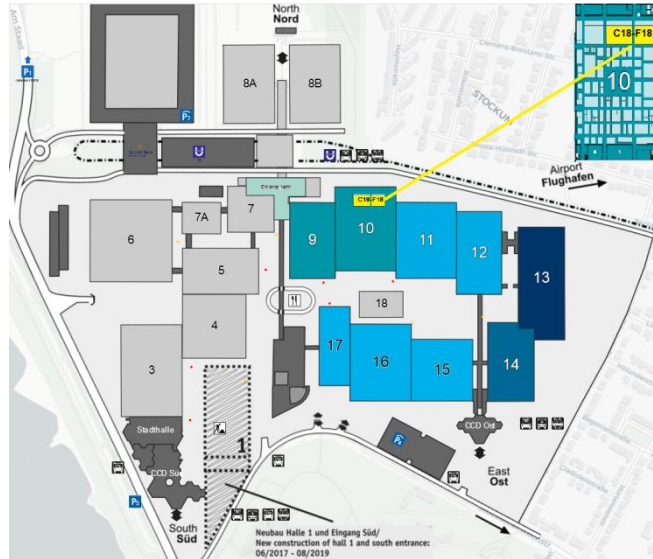 North
Nord
C18-F18
10
8A
8B
STOCKUM
P1
P7
Airport
Flughafen
Entrance North
C18-F18
7A
7
6
9
10
11
12
13
5
18
4
17
16
15
14
3
1
Stadthalle
CCD Süd
CCD Ost
East
Ost
South
Süd
Neubau Halle 1 und Eingang Süd/
New construction of hall 1 and south entrance:
06/2017 - 08/2019